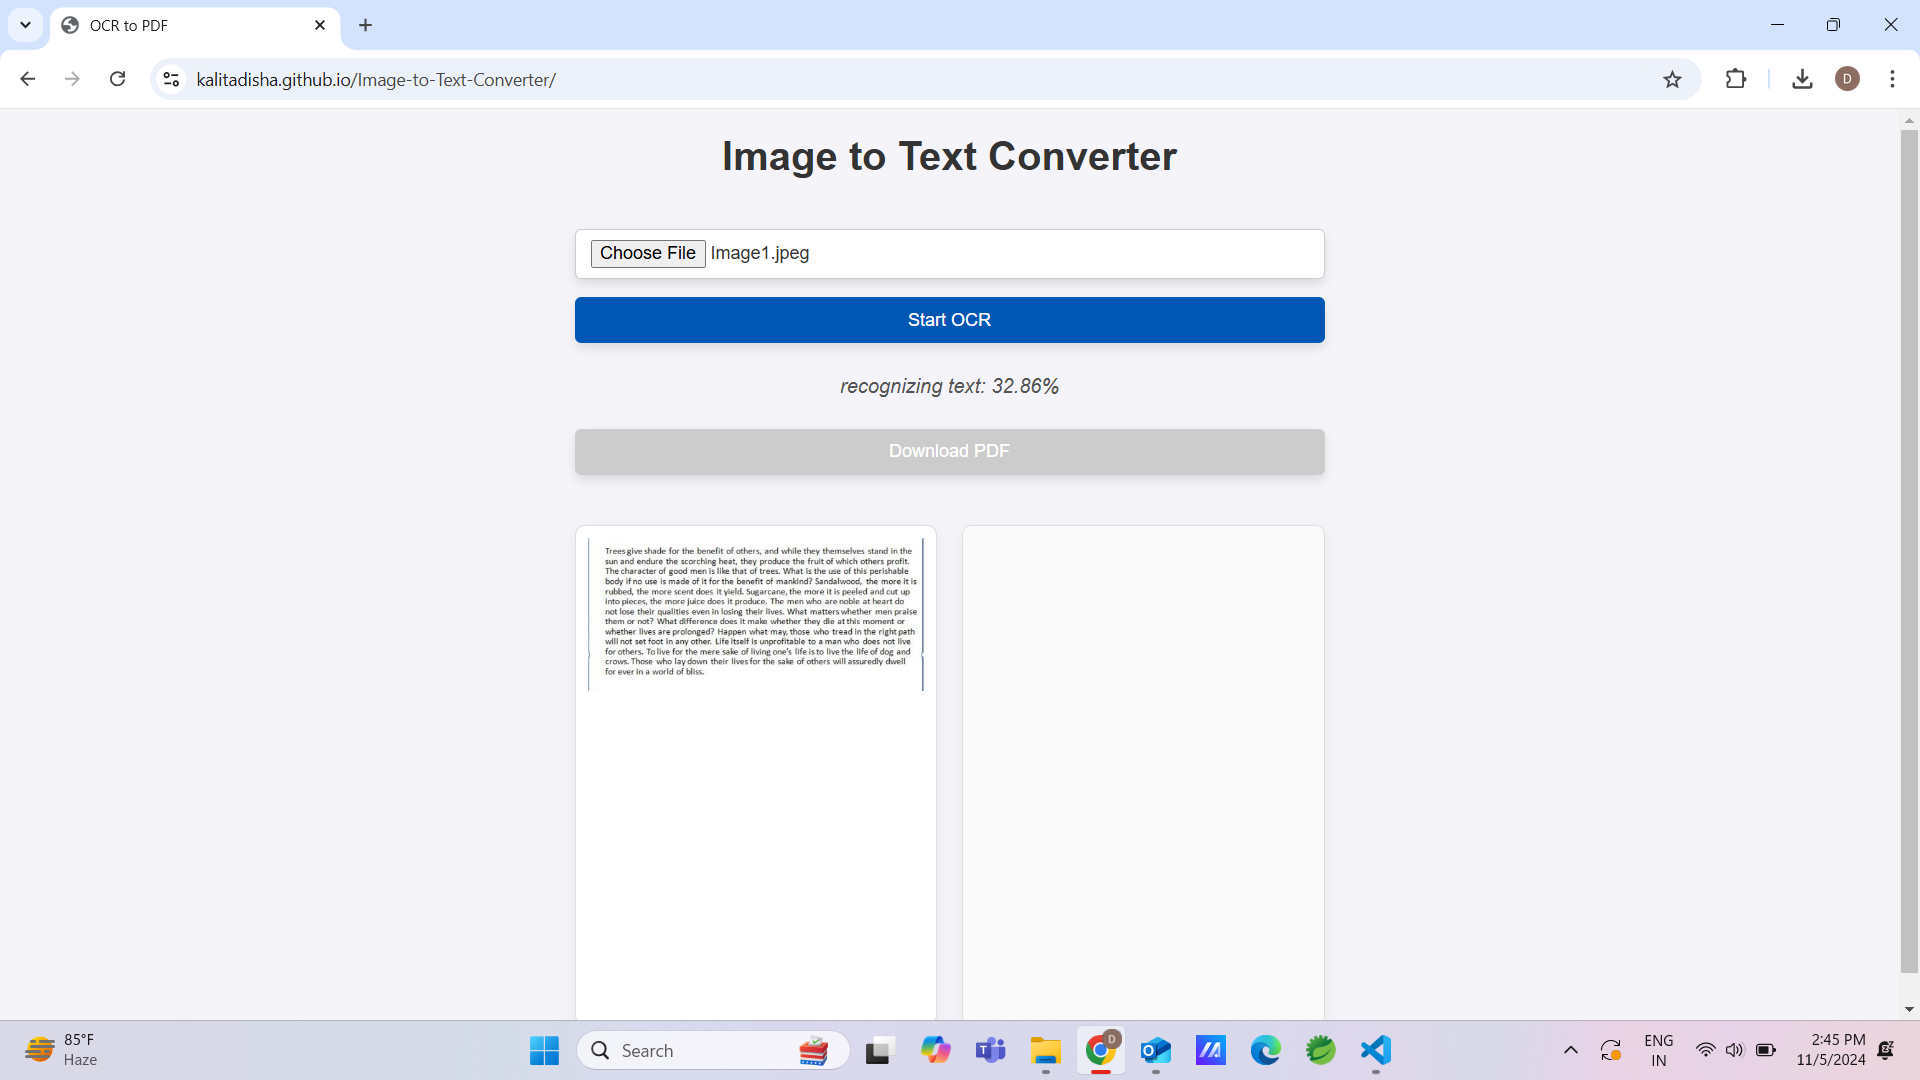 OCR to PDF
kalitadisha.github.io/Image-to-Text-Converter/
D
Image to Text Converter
Choose File Image1.jpeg
Start OCR
recognizing text: 32.86%
Download PDF
Trees give shade for the benefit of others, and while they themselves stand in the
sun and endure the scorching heat, they produce the fruit of which others profit.
The character of good men is like that of trees. What is the use of this perishable
body if no use is made of it for the benefit of mankind? Sandalwood, the more it is
rubbed, the more scent does it yield. Sugarcane, the more it is peeled and cut up
into pieces, the more juice does it produce. The men who are noble at heart do
not lose their qualities even in losing their lives. What matters whether men praise
them or not? What difference does it make whether they die at this moment or
whether lives are prolonged? Happen what may, those who tread in the right path
will not set foot in any other. Life itself is unprofitable to a man who does not live
for others. To live for the mere sake of living one's life is to live the life of dog and
crows. Those who lay down their lives for the sake of others will assuredly dwell
for ever in a world of bliss.
85°F
Haze
Search
D
ENG
IN
2:45 PM
11/5/2024